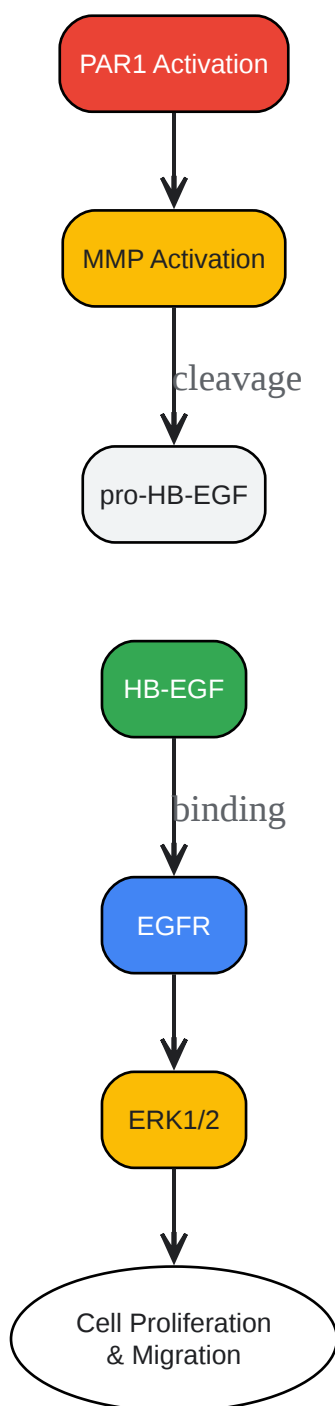 PAR1 Activation
MMP Activation
cleavage
pro-HB-EGF
HB-EGF
binding
EGFR
ERK1/2
Cell Proliferation
& Migration